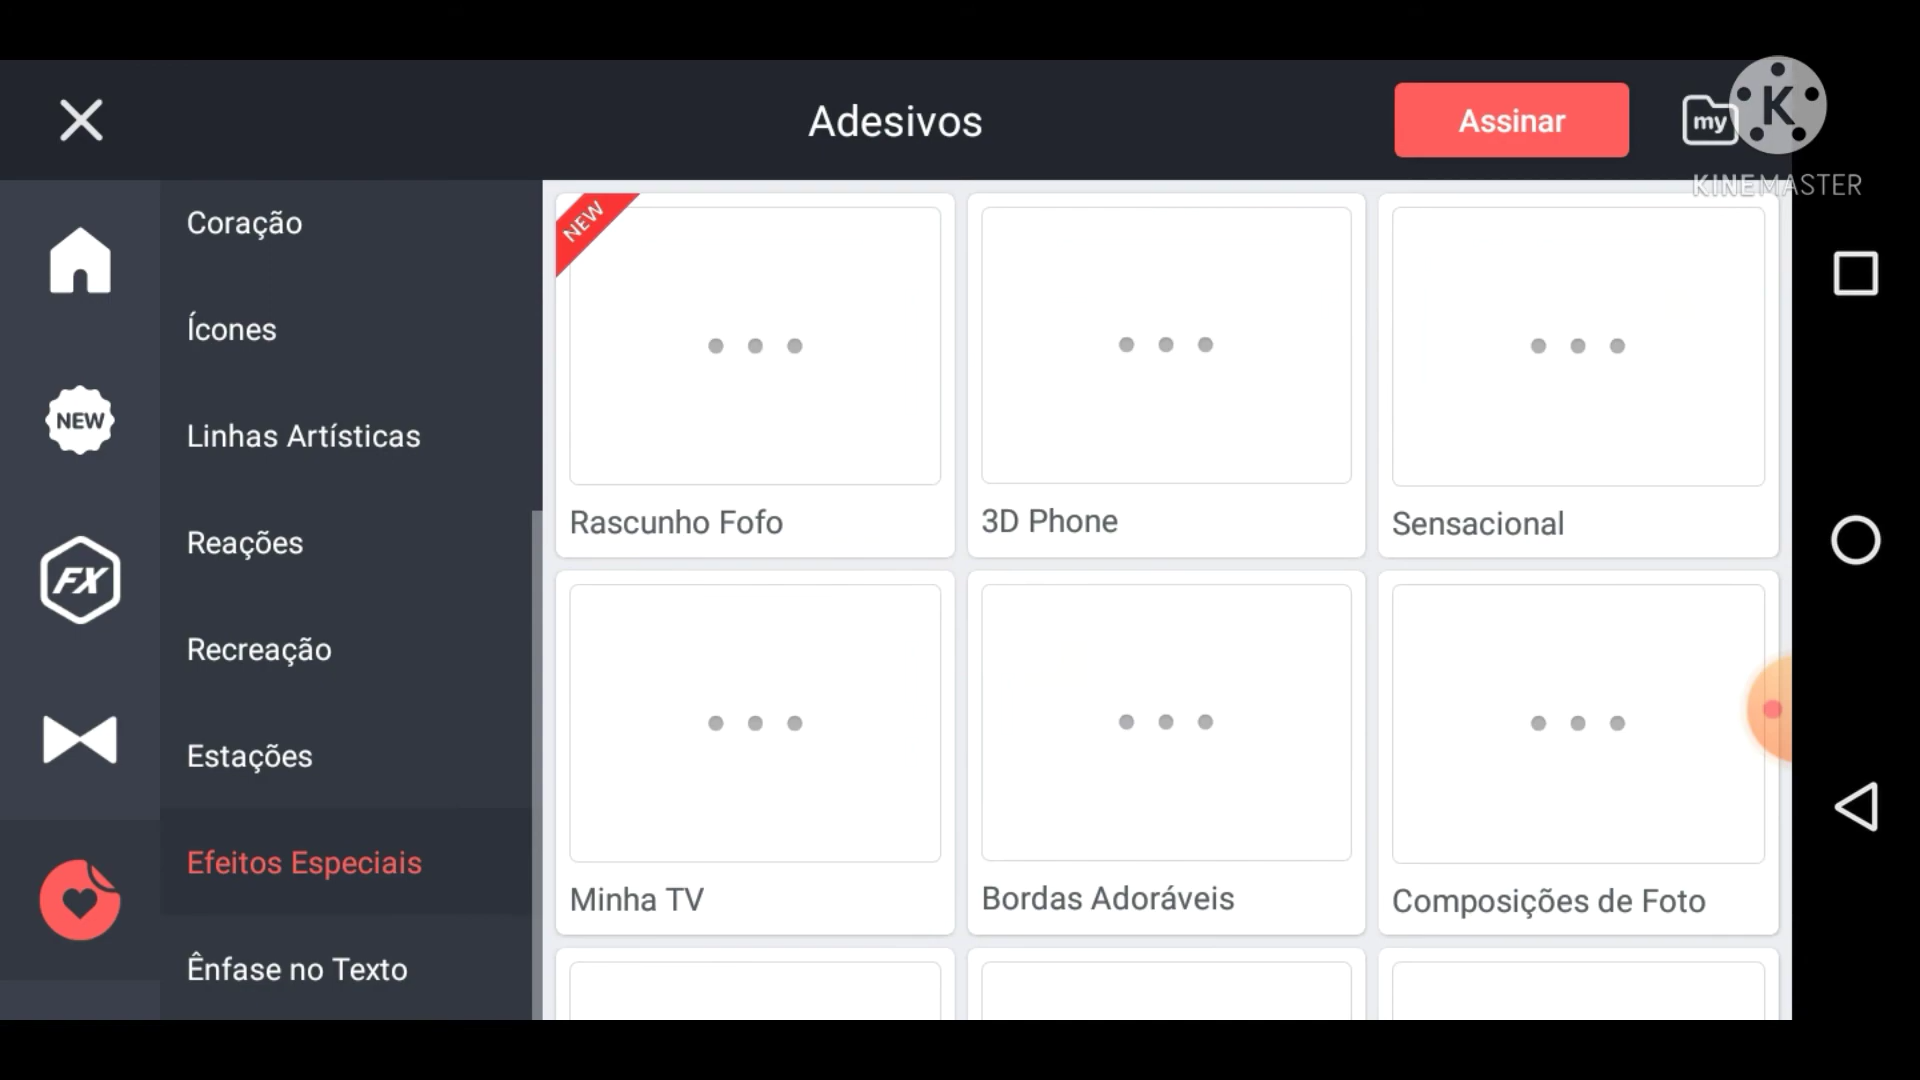 Adesivos
Assinar
my
K
KINEMASTER
Coração
Ícones
NEW
Linhas Artísticas
FX
Reações
Recreação
Estações
Efeitos Especiais
Ênfase no Texto
NEW
Rascunho Fofo
3D Phone
Sensacional
Minha TV
Bordas Adoráveis
Composições de Foto